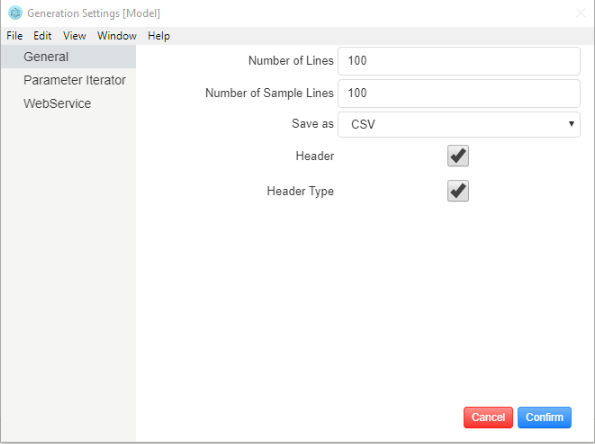 Generation Settings [Model]
File Edit View Window Help
General
Parameter Iterator
WebService
Number of Lines 100
Number of Sample Lines 100
Save as CSV
Header
Header Type
Cancel Confirm